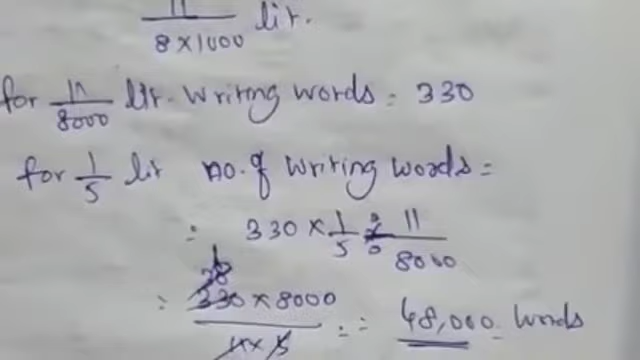 11/8×1000 lit.
for 11/8000 lit. writing words = 330
for 1/5 lit no. of writing words =
= 330 × 1/5 ÷ 11/8000
= 330 × 8000 / 11 × 5 = 48,000 words